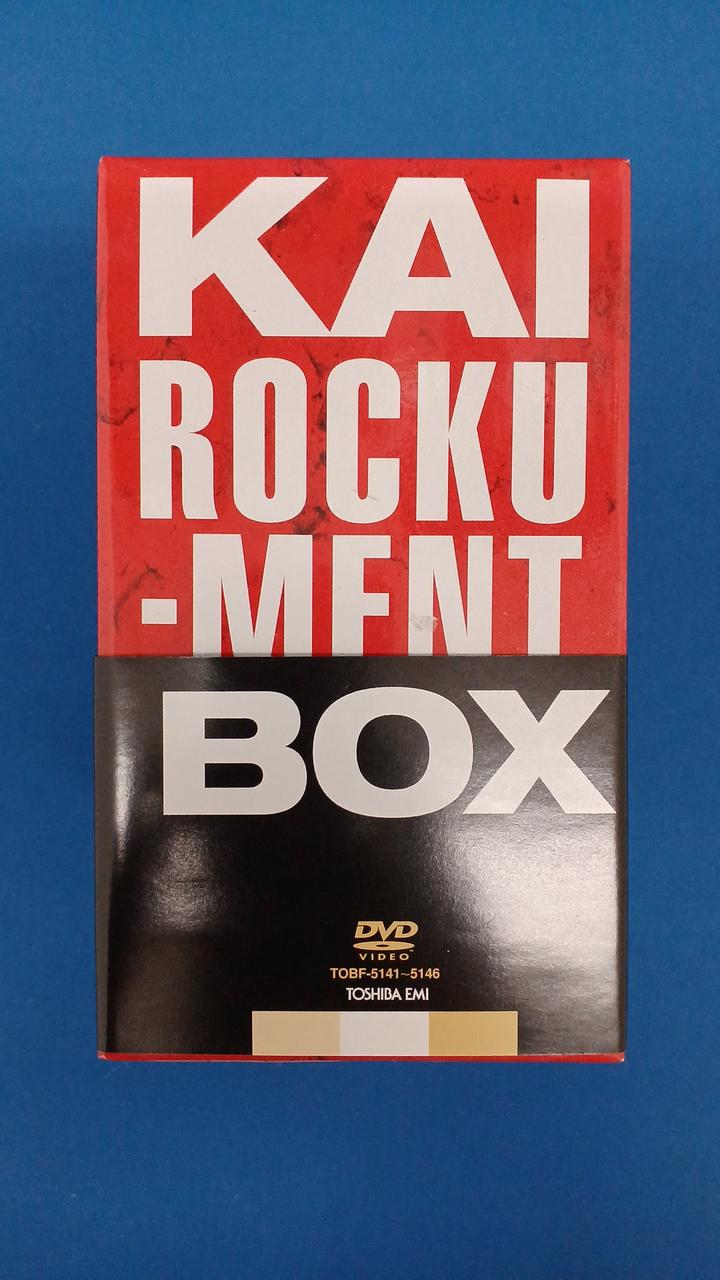 KAI
ROCKU
-MENT
BOX
DVD
VIDEO
TOBF-5141~5146
TOSHIBA EMI